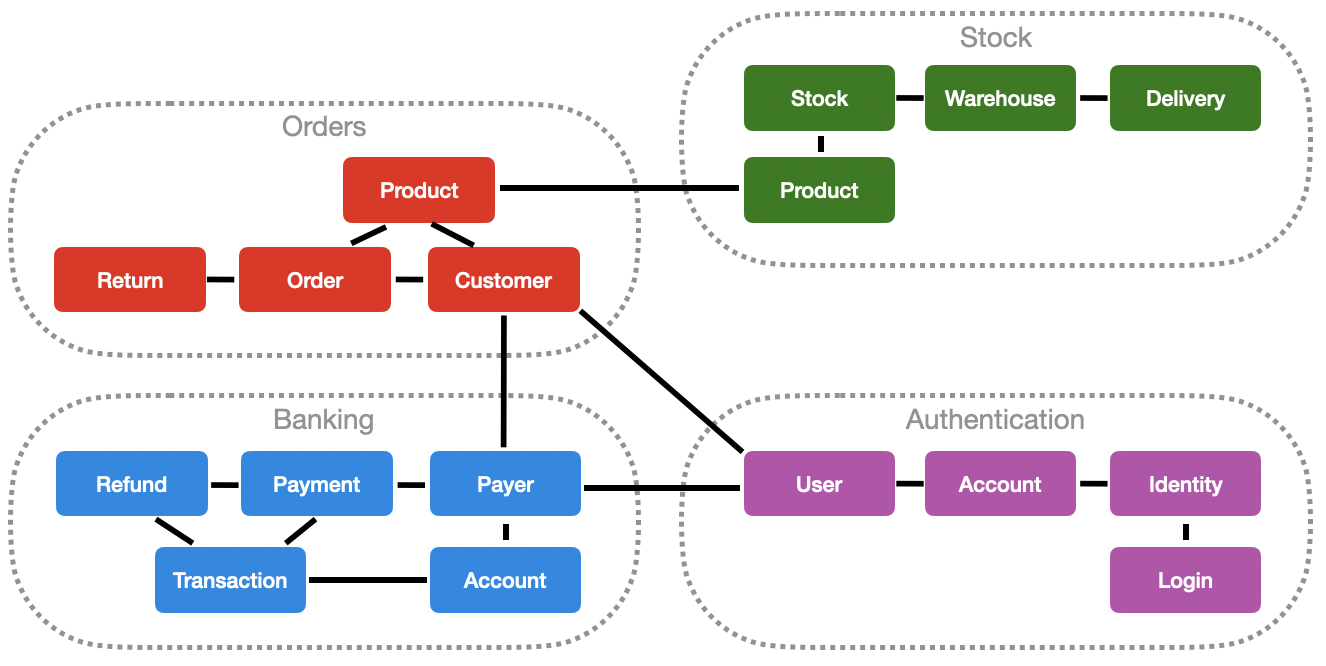 Stock
Stock
Warehouse
Delivery
Product
Orders
Product
Return
Order
Customer
Banking
Refund
Payment
Payer
Transaction
Account
Authentication
User
Account
Identity
Login